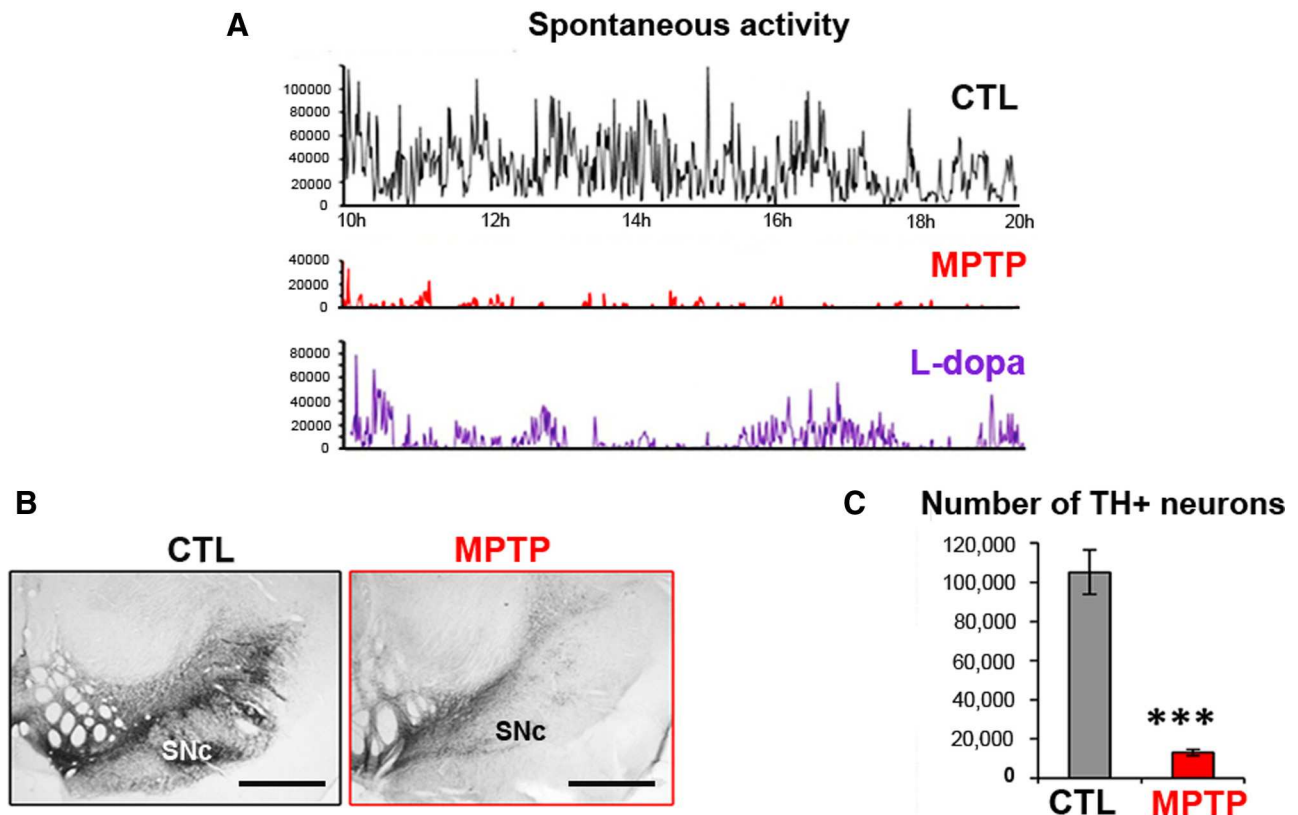 A
Spontaneous activity
CTL
100000
80000
60000
40000
20000
0
10h 12h 14h 16h 18h 20h
MPTP
40000
20000
0
L-dopa
80000
60000
40000
20000
0
B
CTL
MPTP
SNc
SNc
C
Number of TH+ neurons
120,000
100,000
80,000
60,000
40,000
20,000
0
***
CTL MPTP